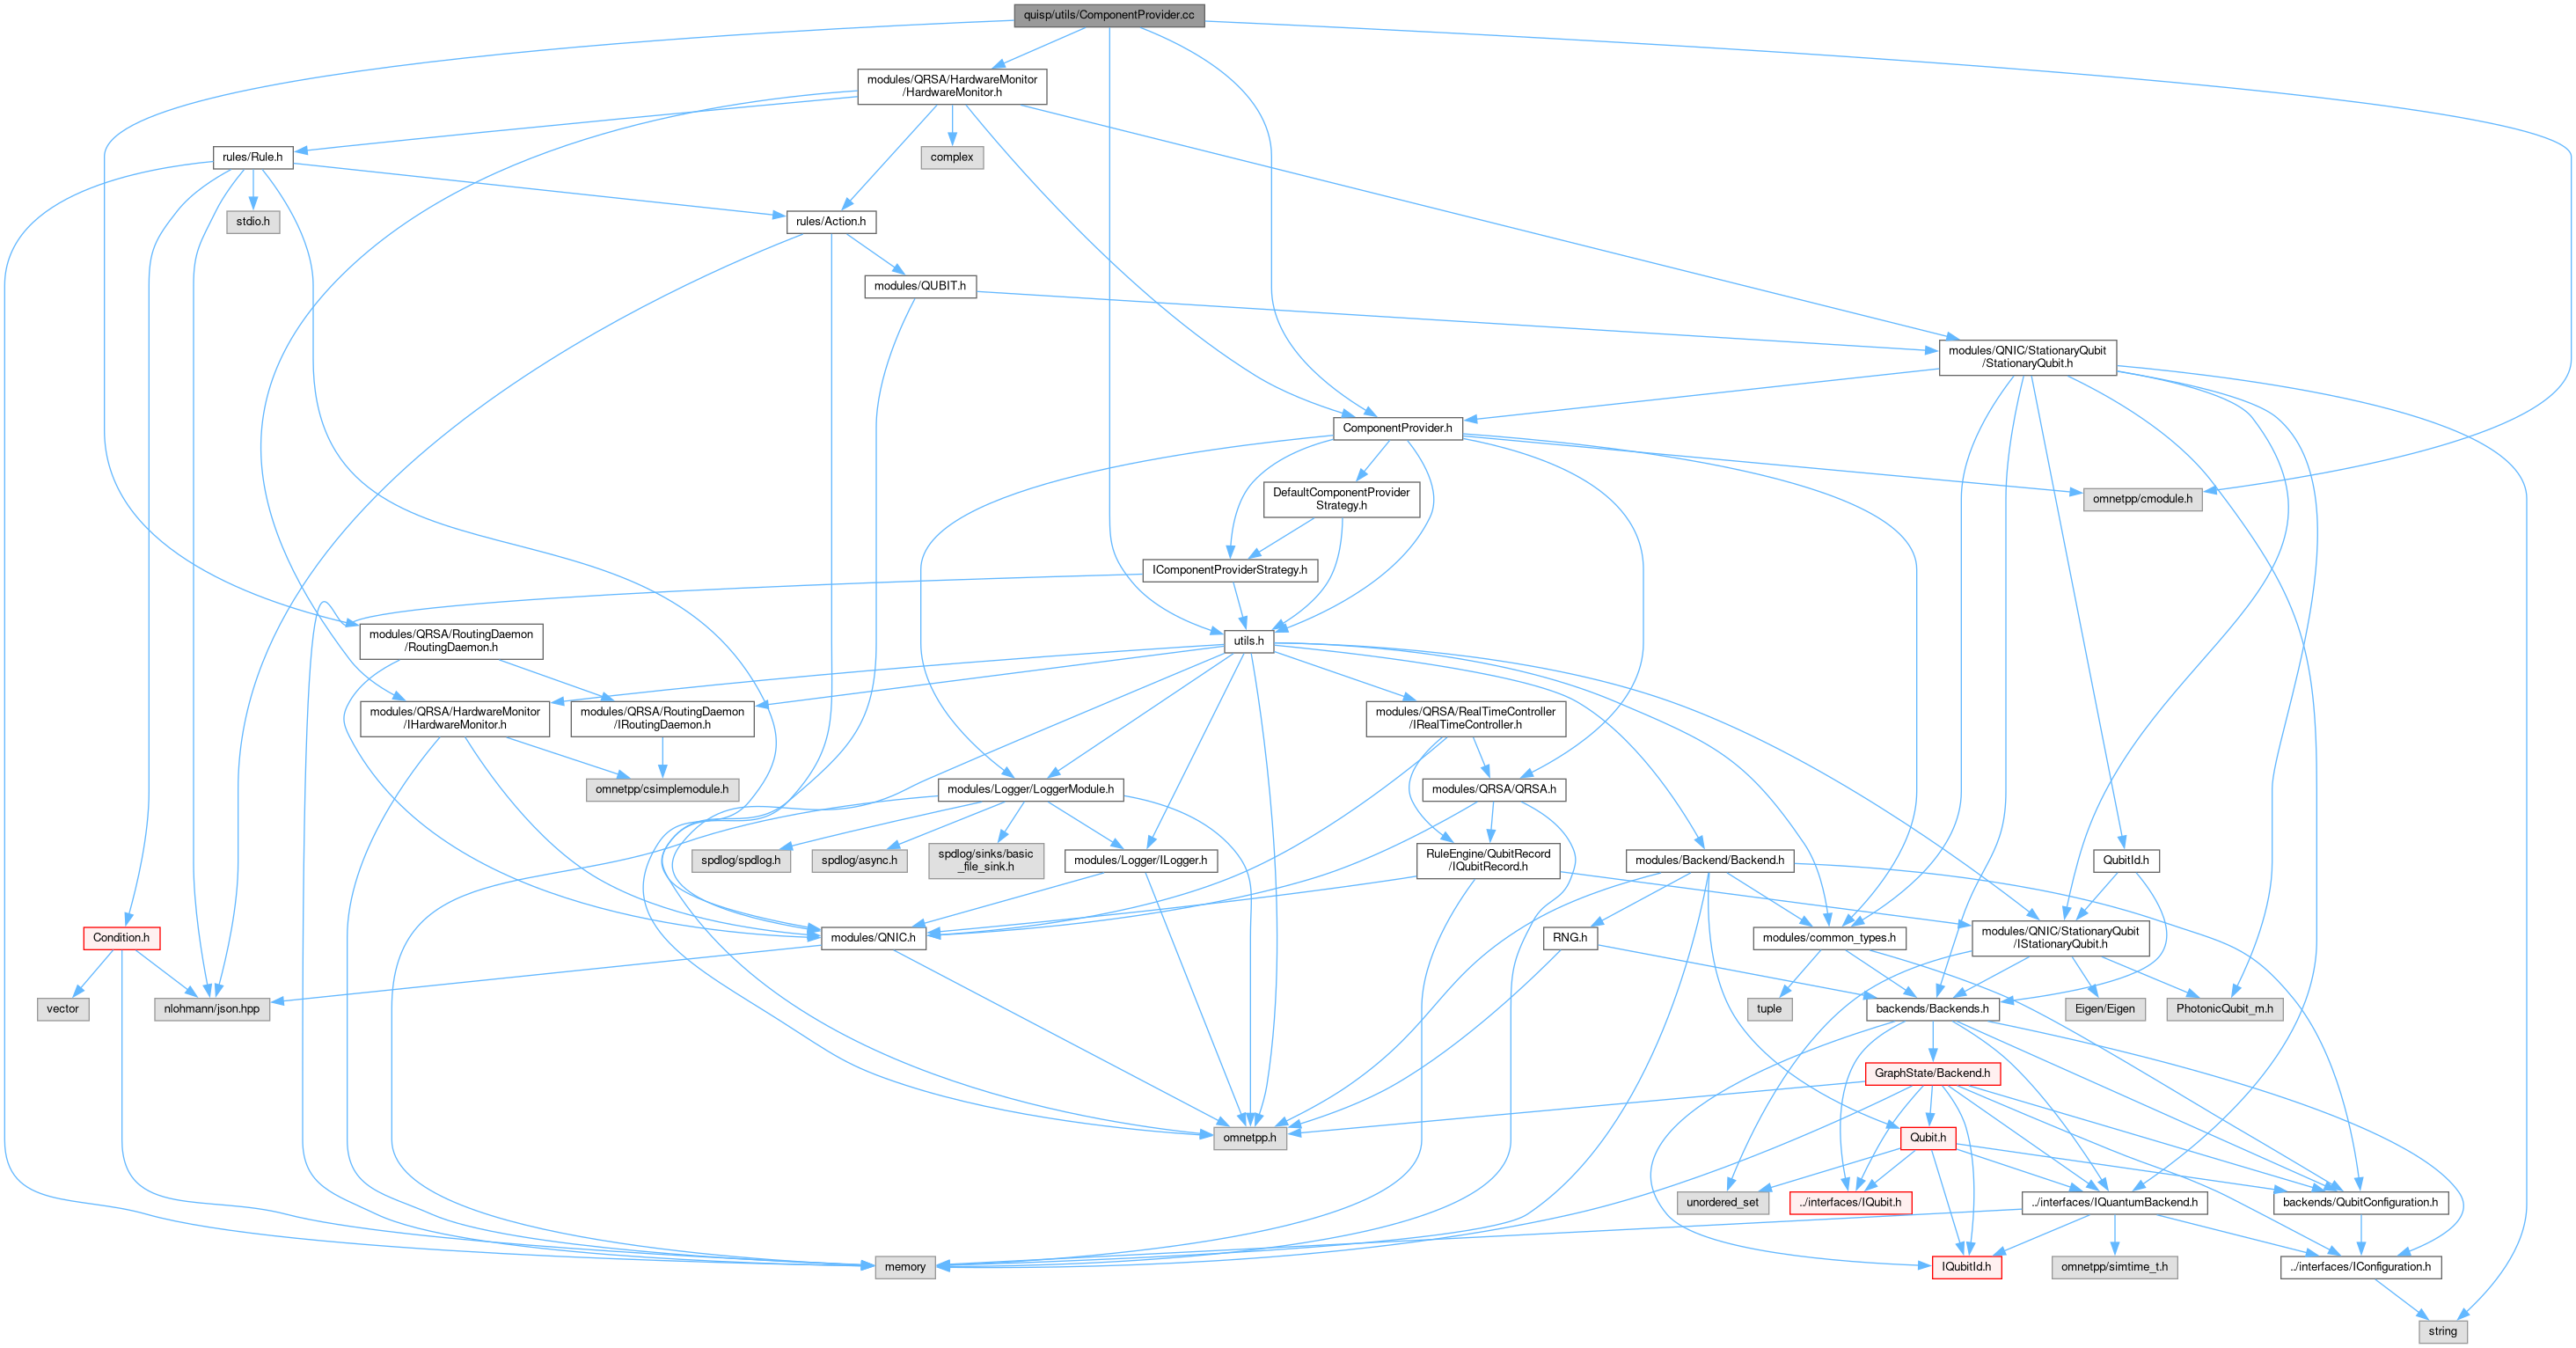 quisp/utils/ComponentProvider.cc
modules/QRSA/HardwareMonitor
/HardwareMonitor.h
rules/Rule.h
complex
stdio.h
rules/Action.h
modules/QUBIT.h
modules/QNIC/StationaryQubit
/StationaryQubit.h
ComponentProvider.h
DefaultComponentProvider
Strategy.h
omnetpp/cmodule.h
IComponentProviderStrategy.h
modules/QRSA/RoutingDaemon
/RoutingDaemon.h
utils.h
modules/QRSA/HardwareMonitor
/IHardwareMonitor.h
modules/QRSA/RoutingDaemon
/IRoutingDaemon.h
modules/QRSA/RealTimeController
/IRealTimeController.h
omnetpp/csimplemodule.h
modules/Logger/LoggerModule.h
modules/QRSA/QRSA.h
spdlog/spdlog.h
spdlog/async.h
spdlog/sinks/basic
_file_sink.h
modules/Logger/ILogger.h
RuleEngine/QubitRecord
/IQubitRecord.h
modules/Backend/Backend.h
QubitId.h
Condition.h
modules/QNIC.h
RNG.h
modules/common_types.h
modules/QNIC/StationaryQubit
/IStationaryQubit.h
vector
nlohmann/json.hpp
tuple
backends/Backends.h
Eigen/Eigen
PhotonicQubit_m.h
GraphState/Backend.h
omnetpp.h
Qubit.h
unordered_set
../interfaces/IQubit.h
../interfaces/IQuantumBackend.h
backends/QubitConfiguration.h
memory
IQubitId.h
omnetpp/simtime_t.h
../interfaces/IConfiguration.h
string